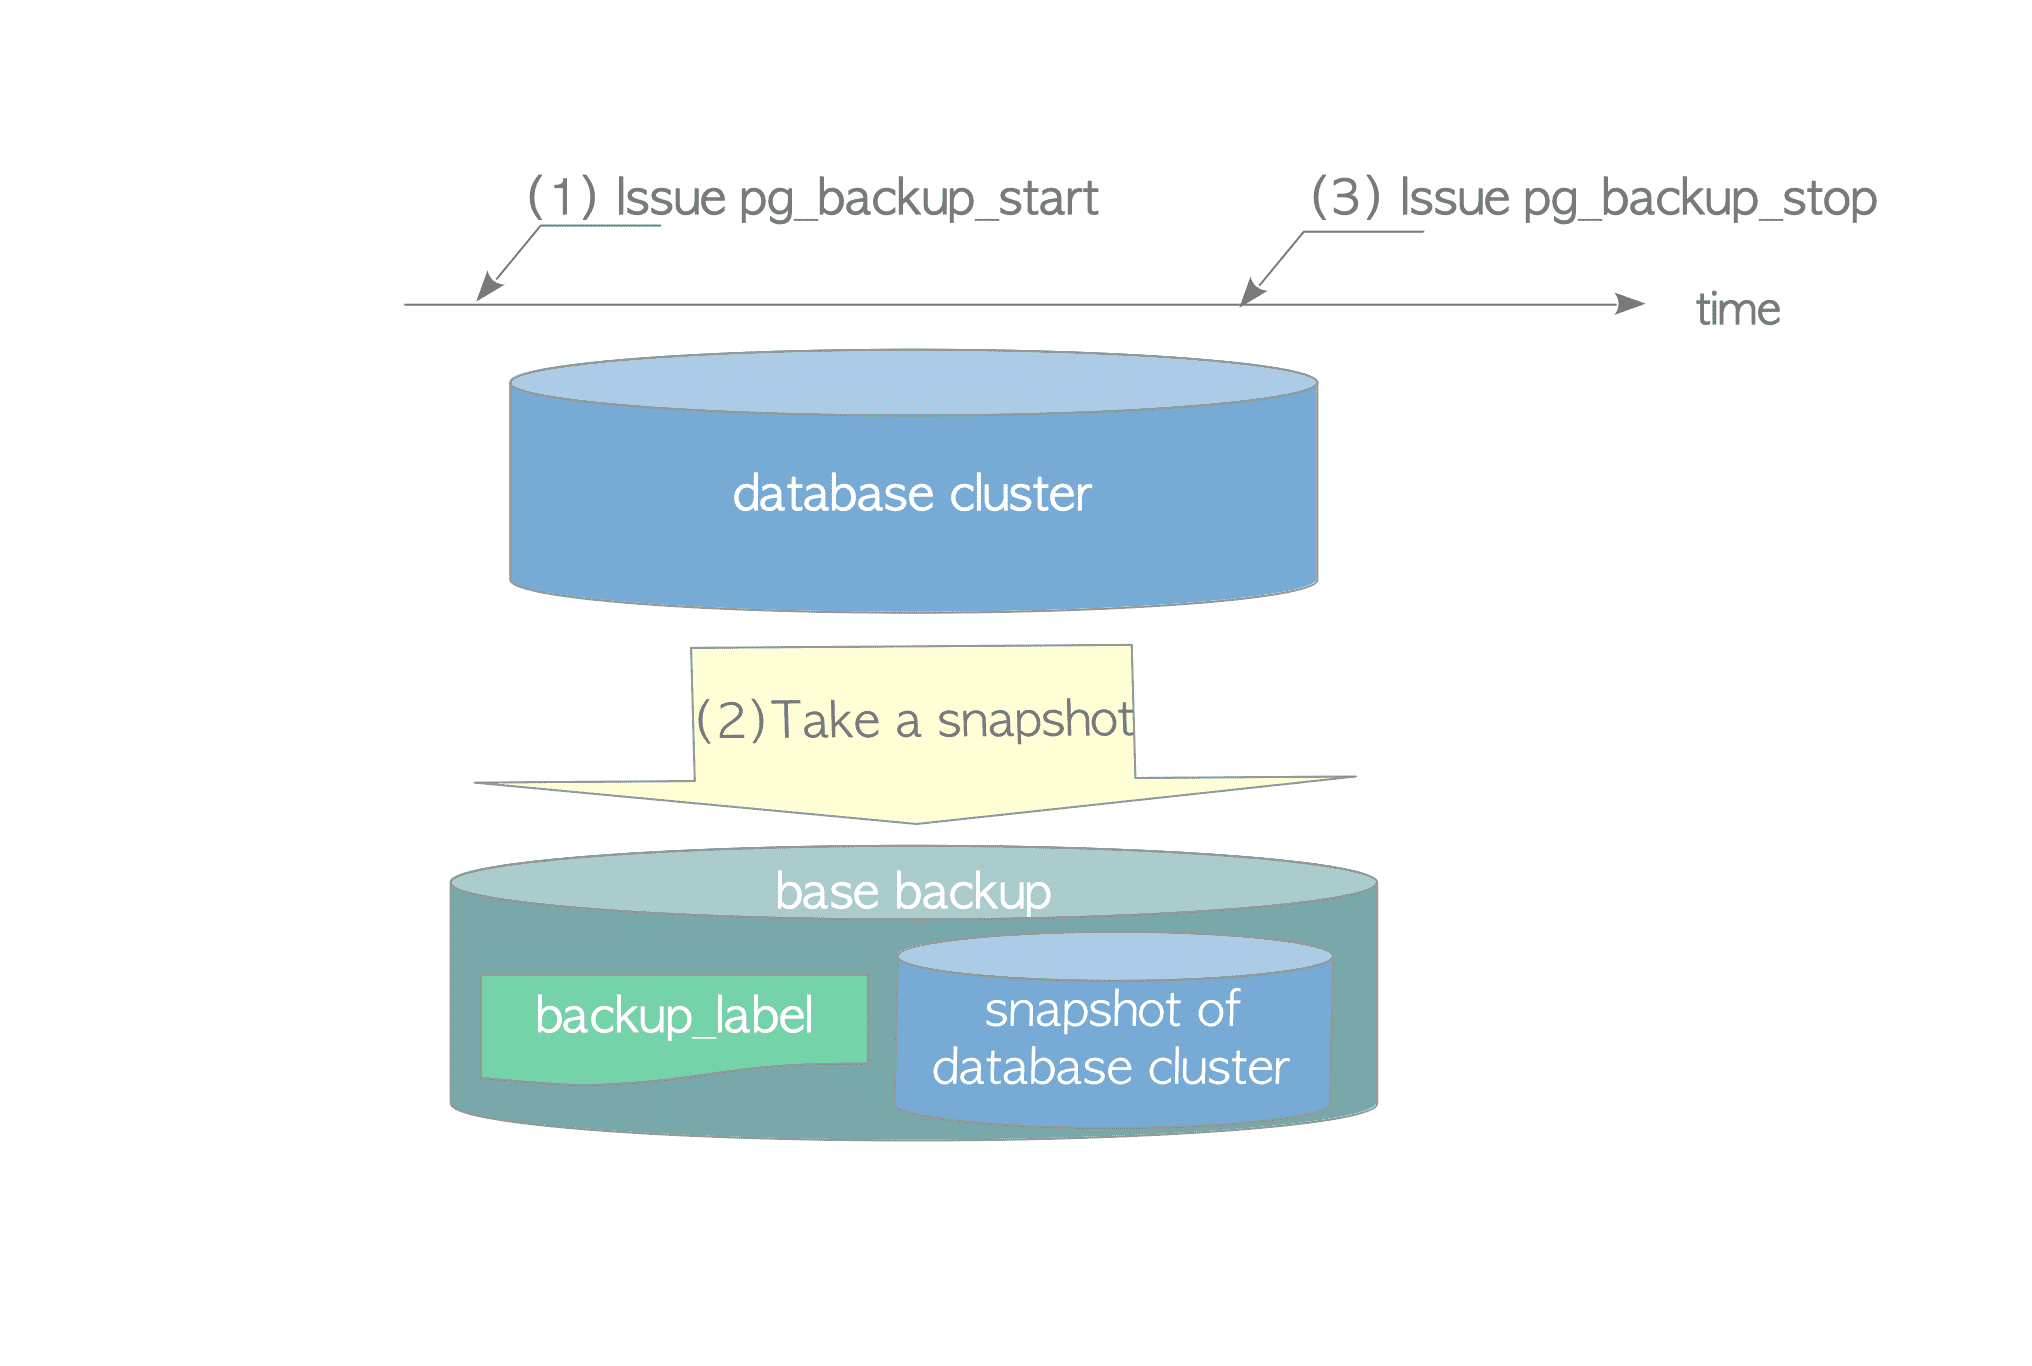 (1) Issue pg_backup_start
(3) Issue pg_backup_stop
time
database cluster
(2)Take a snapshot
base backup
backup_label
snapshot of
database cluster